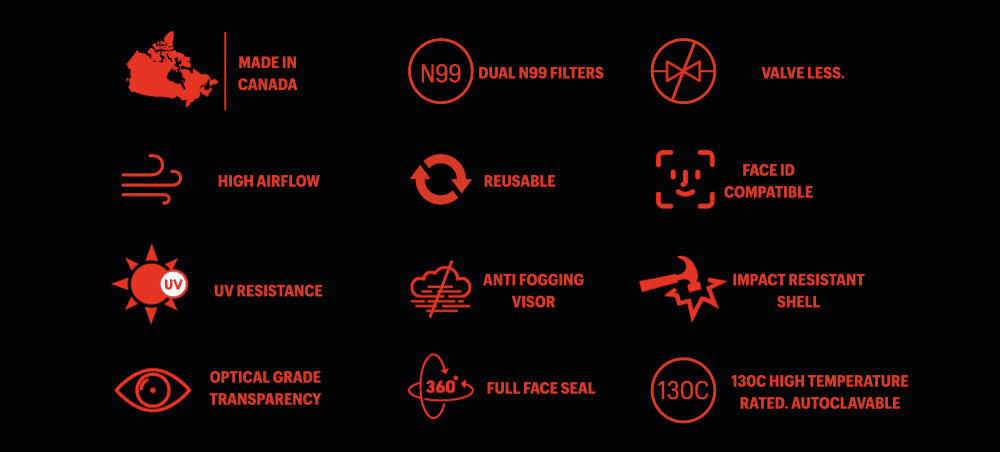 MADE IN
CANADA
N99
DUAL N99 FILTERS
VALVE LESS.
HIGH AIRFLOW
REUSABLE
FACE ID
COMPATIBLE
UV
UV RESISTANCE
ANTI FOGGING
VISOR
IMPACT RESISTANT
SHELL
OPTICAL GRADE
TRANSPARENCY
360°
FULL FACE SEAL
130C
130C HIGH TEMPERATURE
RATED. AUTOCLAVABLE